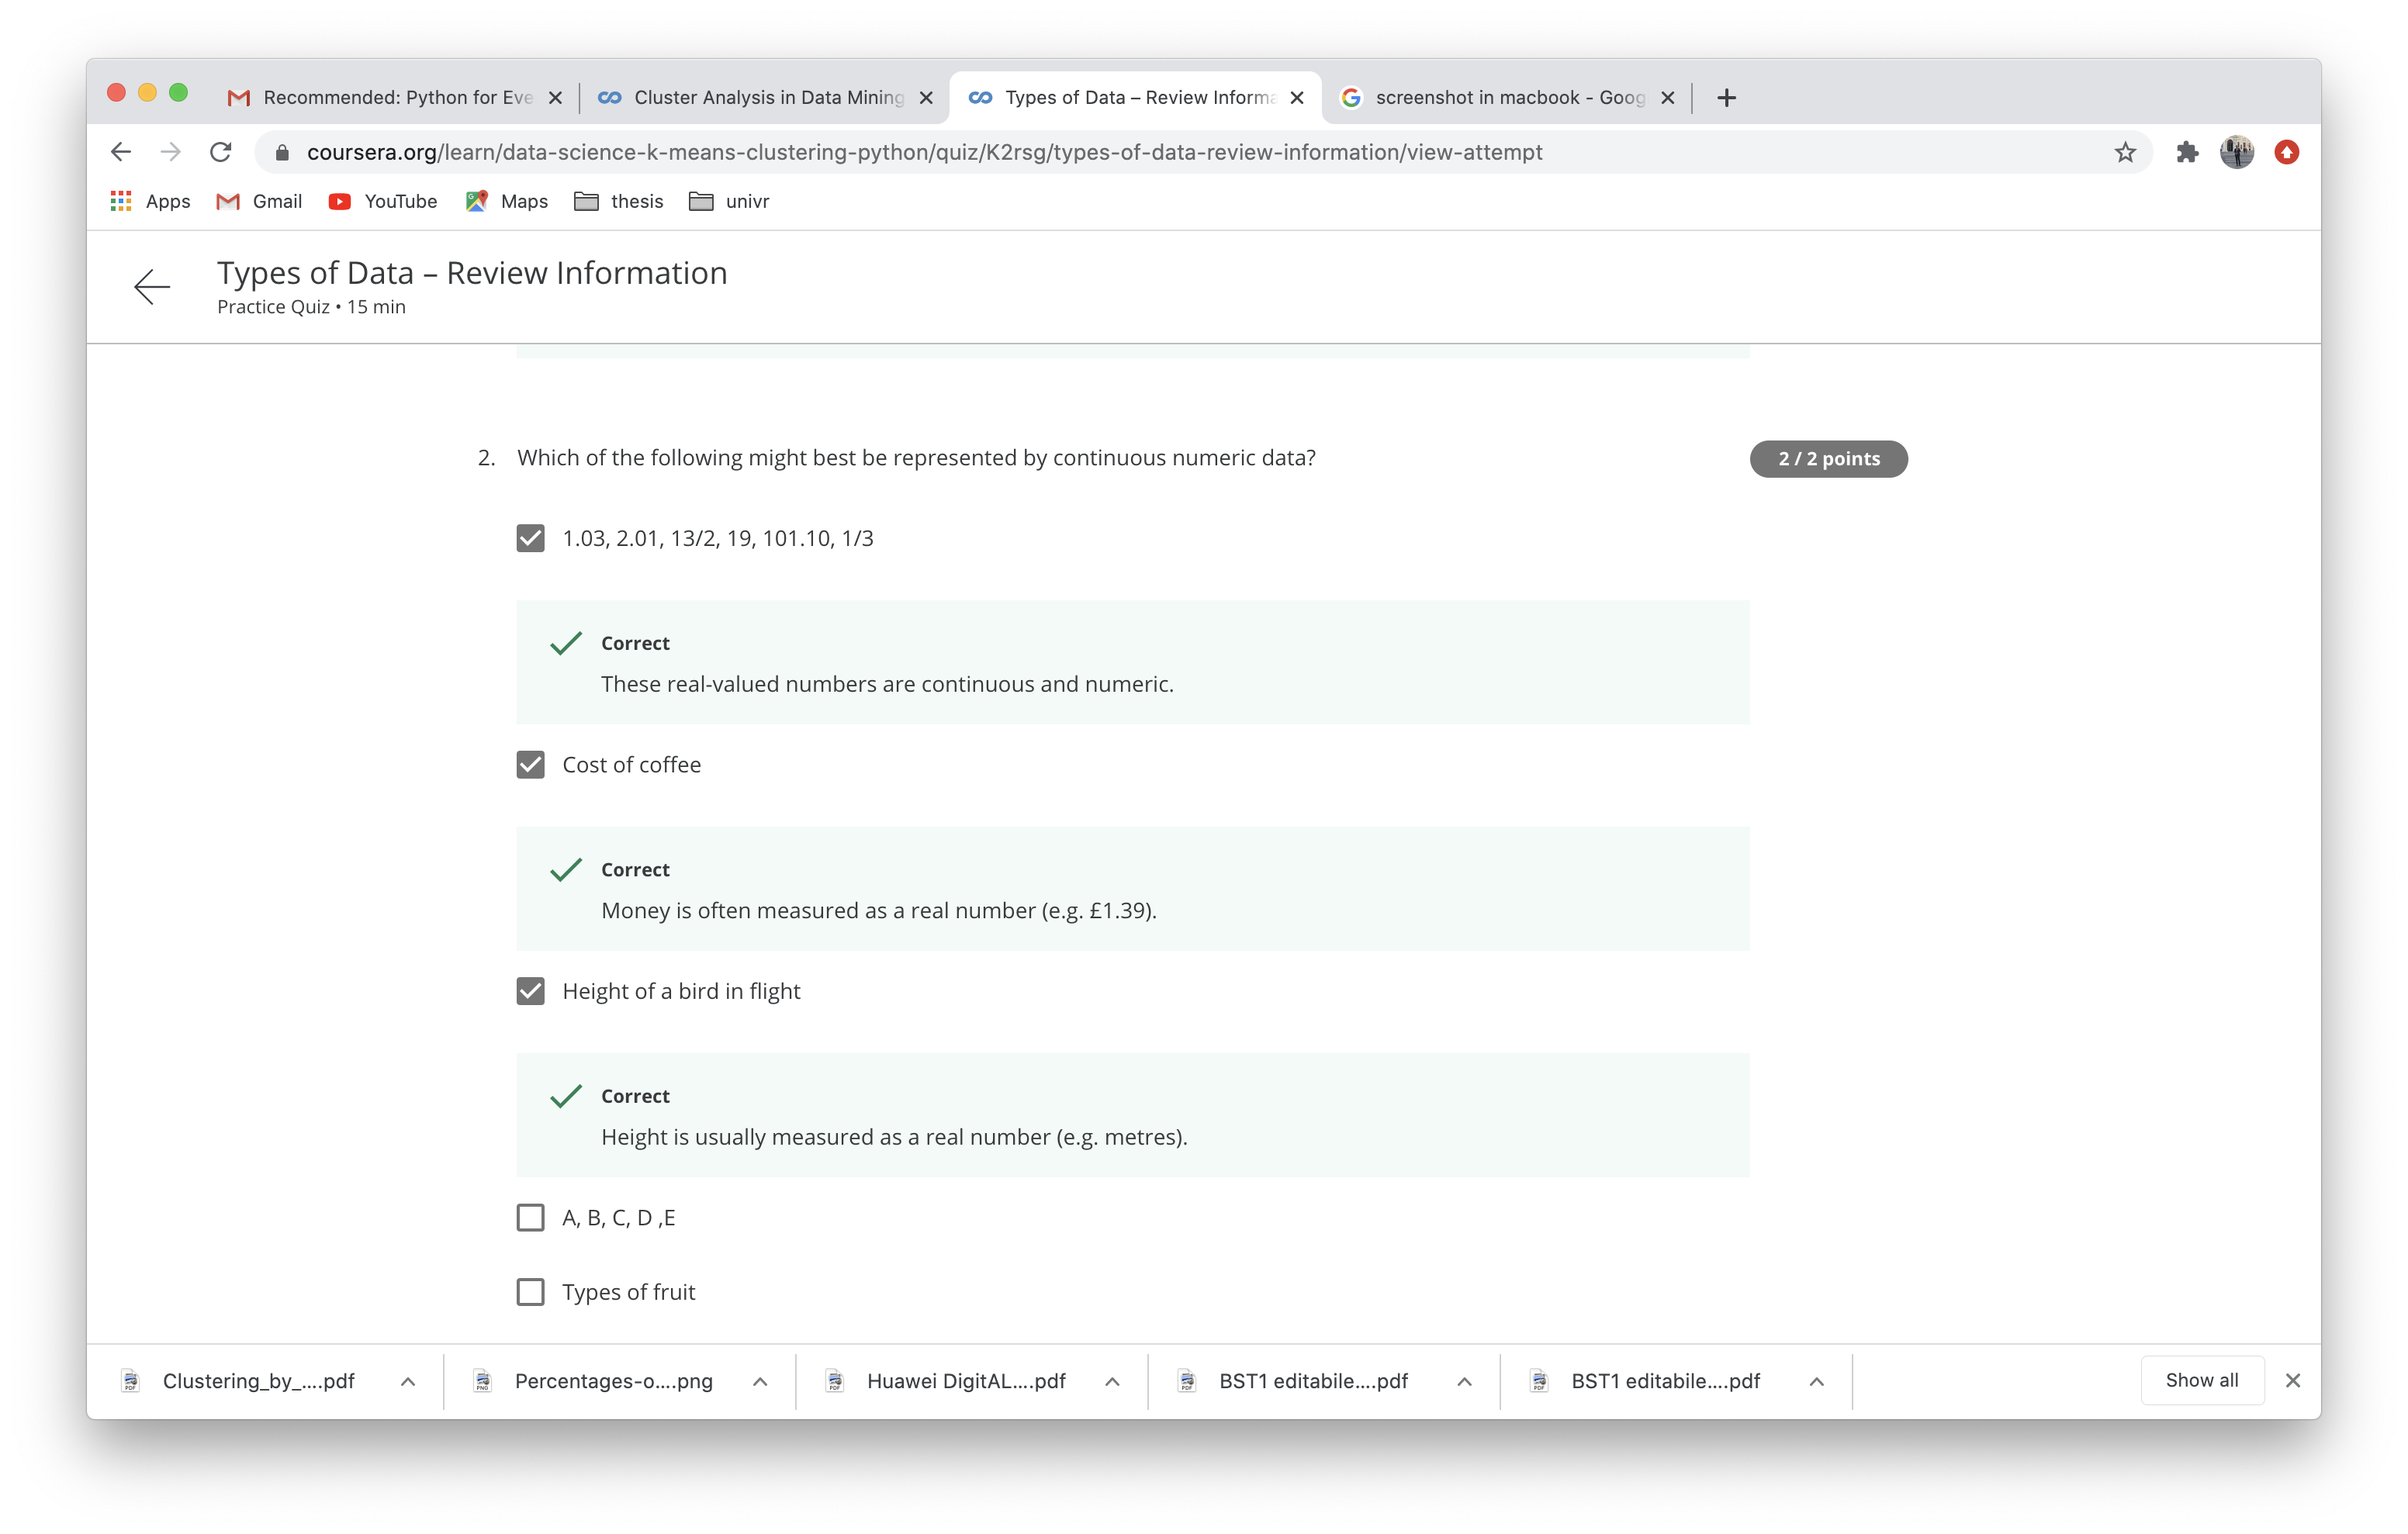 Recommended: Python for Eve
Cluster Analysis in Data Mining
Types of Data – Review Informa
screenshot in macbook - Goog
coursera.org/learn/data-science-k-means-clustering-python/quiz/K2rsg/types-of-data-review-information/view-attempt
Apps
Gmail
YouTube
Maps
thesis
univr
Types of Data – Review Information
Practice Quiz • 15 min
2. Which of the following might best be represented by continuous numeric data?
2 / 2 points
1.03, 2.01, 13/2, 19, 101.10, 1/3
Correct
These real-valued numbers are continuous and numeric.
Cost of coffee
Correct
Money is often measured as a real number (e.g. £1.39).
Height of a bird in flight
Correct
Height is usually measured as a real number (e.g. metres).
A, B, C, D ,E
Types of fruit
Clustering_by_....pdf
Percentages-o....png
Huawei DigitAL....pdf
BST1 editabile....pdf
BST1 editabile....pdf
Show all